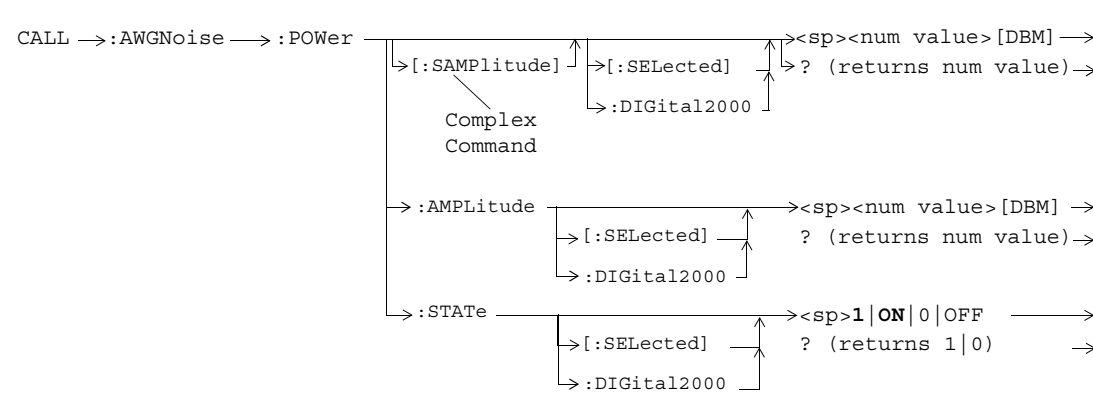 CALL :AWGNoise :POWer <sp><num value>[DBM]
[:SAMPlitude] [:SELected] ? (returns num value)
:DIGital2000
Complex
Command
:AMPLitude <sp><num value>[DBM]
[:SELected] ? (returns num value)
:DIGital2000
:STATe <sp>1|ON|0|OFF
[:SELected] ? (returns 1|0)
:DIGital2000